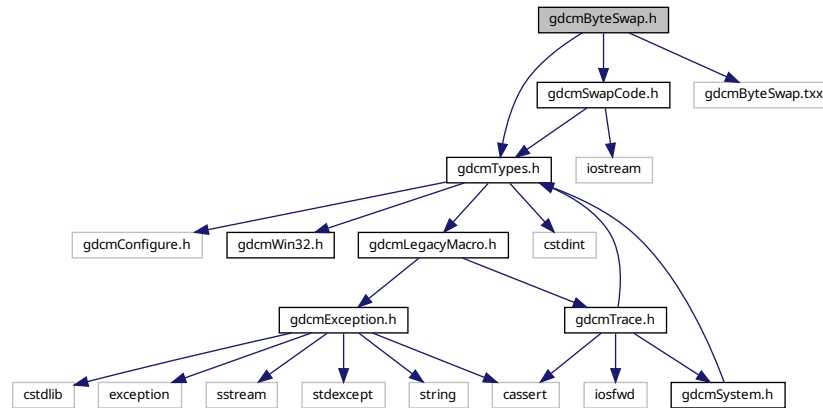 gdcmByteSwap.h
gdcmSwapCode.h
gdcmByteSwap.txx
gdcmTypes.h
iostream
gdcmConfigure.h
gdcmWin32.h
gdcmLegacyMacro.h
cstdint
gdcmException.h
gdcmTrace.h
cstdlib
exception
sstream
stdexcept
string
cassert
iosfwd
gdcmSystem.h